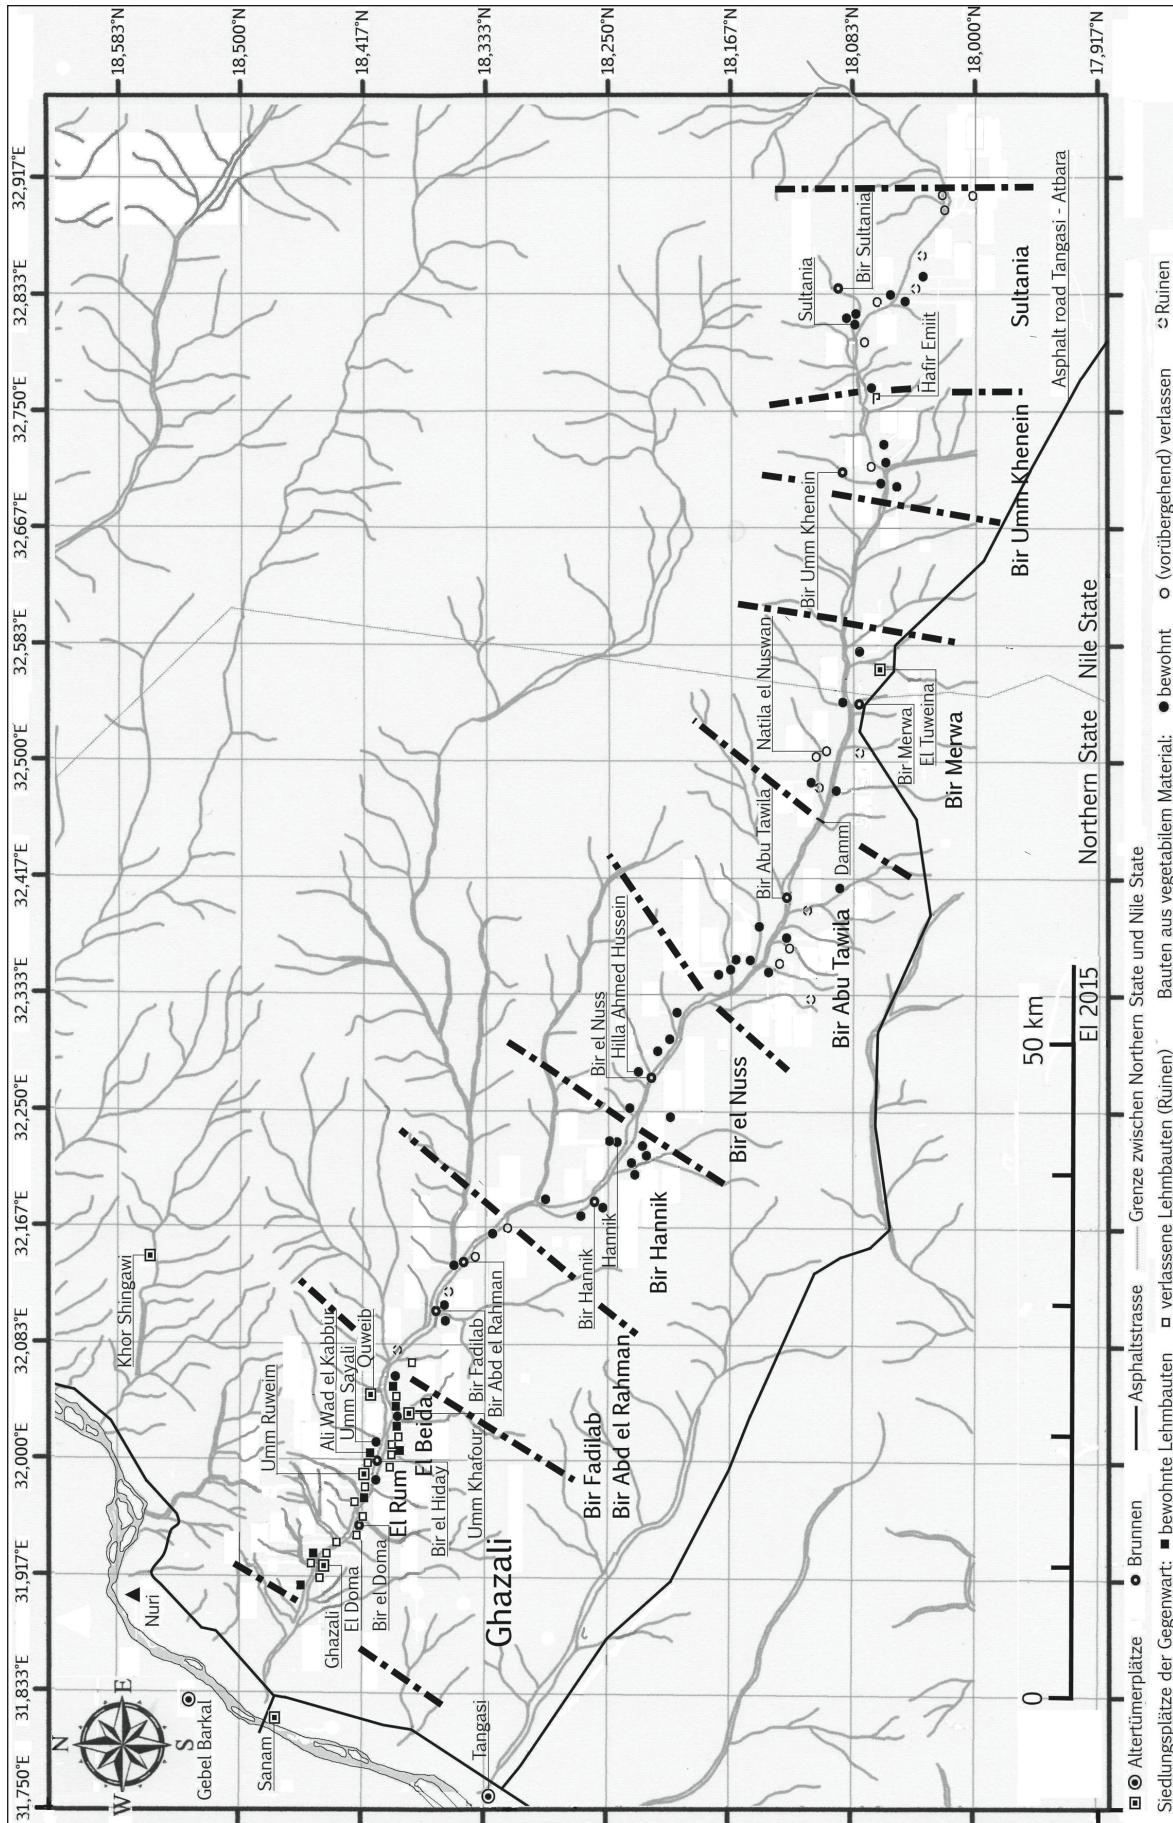 31,750°E
31,833°E
31,917°E
32,000°E
32,083°E
32,167°E
32,250°E
32,333°E
32,417°E
32,500°E
32,583°E
32,667°E
32,750°E
32,833°E
32,917°E
18,583°N
18,500°N
18,417°N
18,333°N
18,250°N
18,167°N
18,083°N
18,000°N
17,917°N
N
E
S
W
Gebel Barkal
Nuri
Sanam
Tangasi
Khor Shingawi
Umm Ruweim
Ali Wad el Kabbur
Umm Sayali
Quweib
Ghazali
El Doma
Bir el Doma
El Rum
El Beida
Bir el Hiday
Umm Khafour
Bir Fadilab
Bir Abd el Rahman
Ghazali
Bir Fadilab
Bir Abd el Rahman
Bir Hannik
Hannik
Bir Hannik
Bir el Nuss
Hilla Ahmed Hussein
Bir el Nuss
Bir Abu Tawila
Damm
Bir Abu Tawila
Natila el Nuswan
Bir Merwa
El Tuweina
Bir Merwa
Bir Umm Khenein
Bir Umm Khenein
Sultania
Bir Sultania
Hafir Emiit
Sultania
Asphalt road Tangasi - Atbara
Northern State
Nile State
0
50 km
EI 2015
Altertümerplätze
Brunnen
Asphaltstrasse
Grenze zwischen Northern State und Nile State
Siedlungsplätze der Gegenwart:
bewohnte Lehmbauten
verlassene Lehmbauten (Ruinen)
Bauten aus vegetabilem Material:
bewohnt
(vorübergehend) verlassen
Ruinen